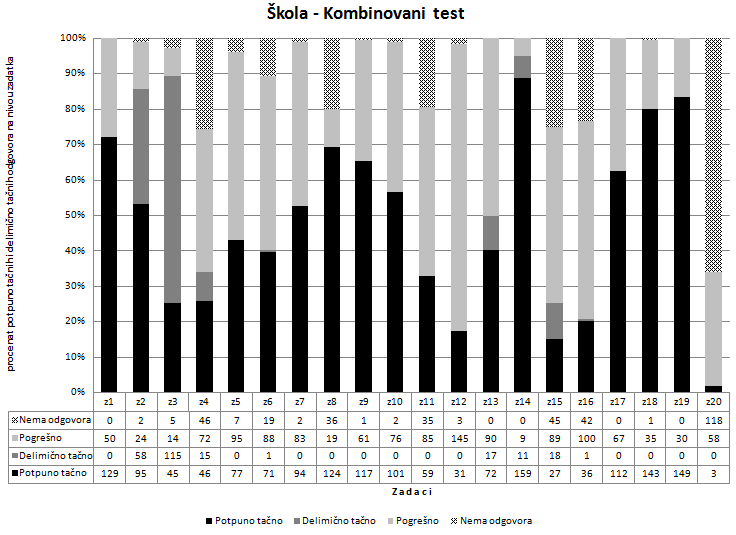 Škola - Kombinovani test
procenat potpuno tačnih i delimično tačnih odgovora na nivou zadatka
100%
90%
80%
70%
60%
50%
40%
30%
20%
10%
0%
z1 z2 z3 z4 z5 z6 z7 z8 z9 z10 z11 z12 z13 z14 z15 z16 z17 z18 z19 z20
Nema odgovora 0 2 5 46 7 19 2 36 1 2 35 3 0 0 45 42 0 1 0 118
Pogrešno 50 24 14 72 95 88 83 19 61 76 85 145 90 9 89 100 67 35 30 58
Delimično tačno 0 58 115 15 0 1 0 0 0 0 0 0 17 11 18 1 0 0 0 0
Potpuno tačno 129 95 45 46 77 71 94 124 117 101 59 31 72 159 27 36 112 143 149 3
Zadaci
Potpuno tačno Delimično tačno Pogrešno Nema odgovora